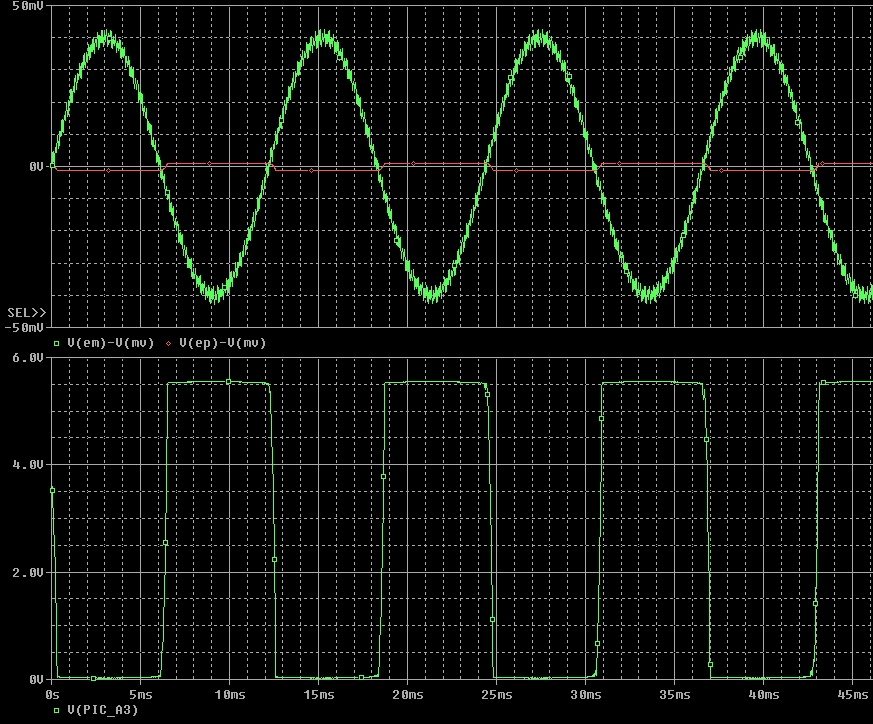 50mV
0V
SEL>>
-50mV
V(em)-V(mv) V(ep)-V(mv)
6.0V
4.0V
2.0V
0V
0s 5ms 10ms 15ms 20ms 25ms 30ms 35ms 40ms 45ms
V(PIC_A3)